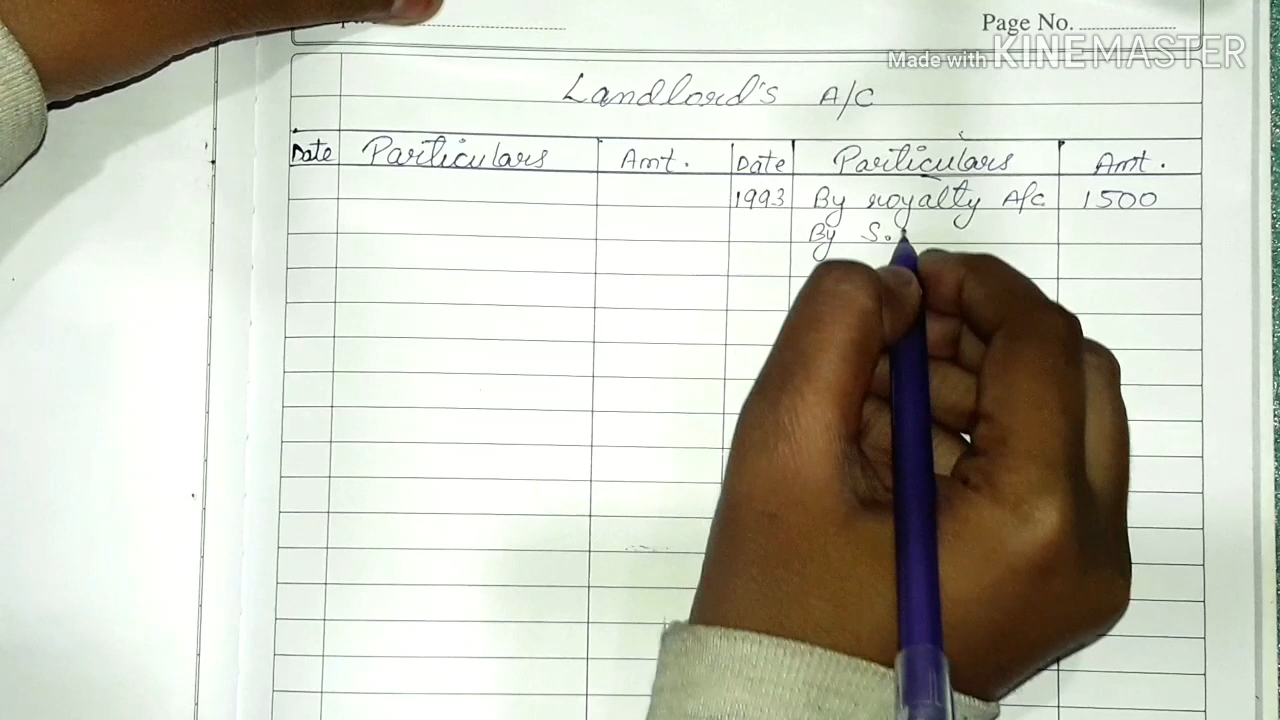 Page No.
Made with KINEMASTER
Landlord's A/C
Date Particulars Amt. Date Particulars Amt.
1993 By royalty A/c 1500
By S.